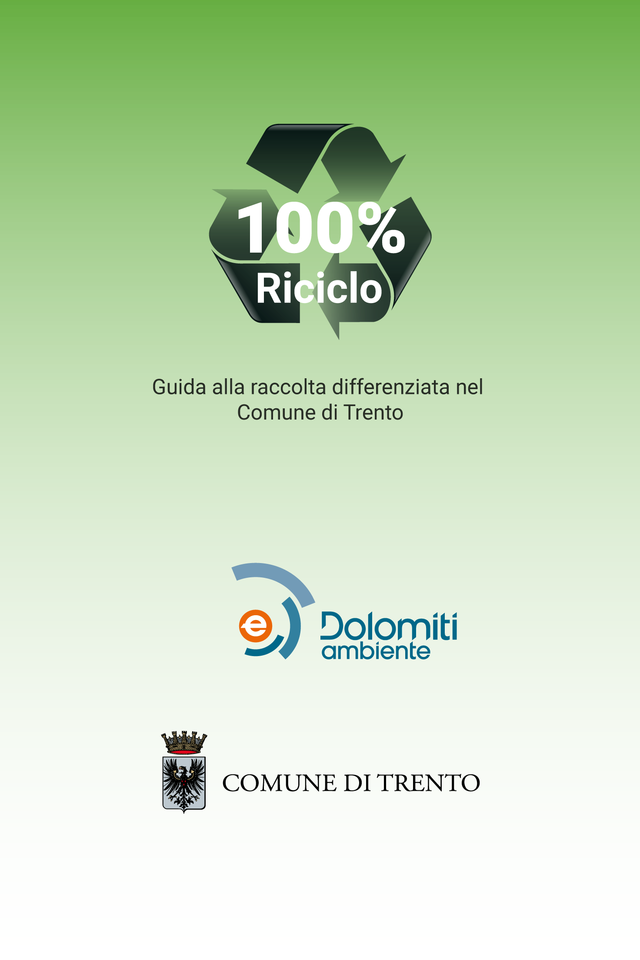 100%
Riciclo
Guida alla raccolta differenziata nel
Comune di Trento
e
Dolomiti
ambiente
COMUNE DI TRENTO